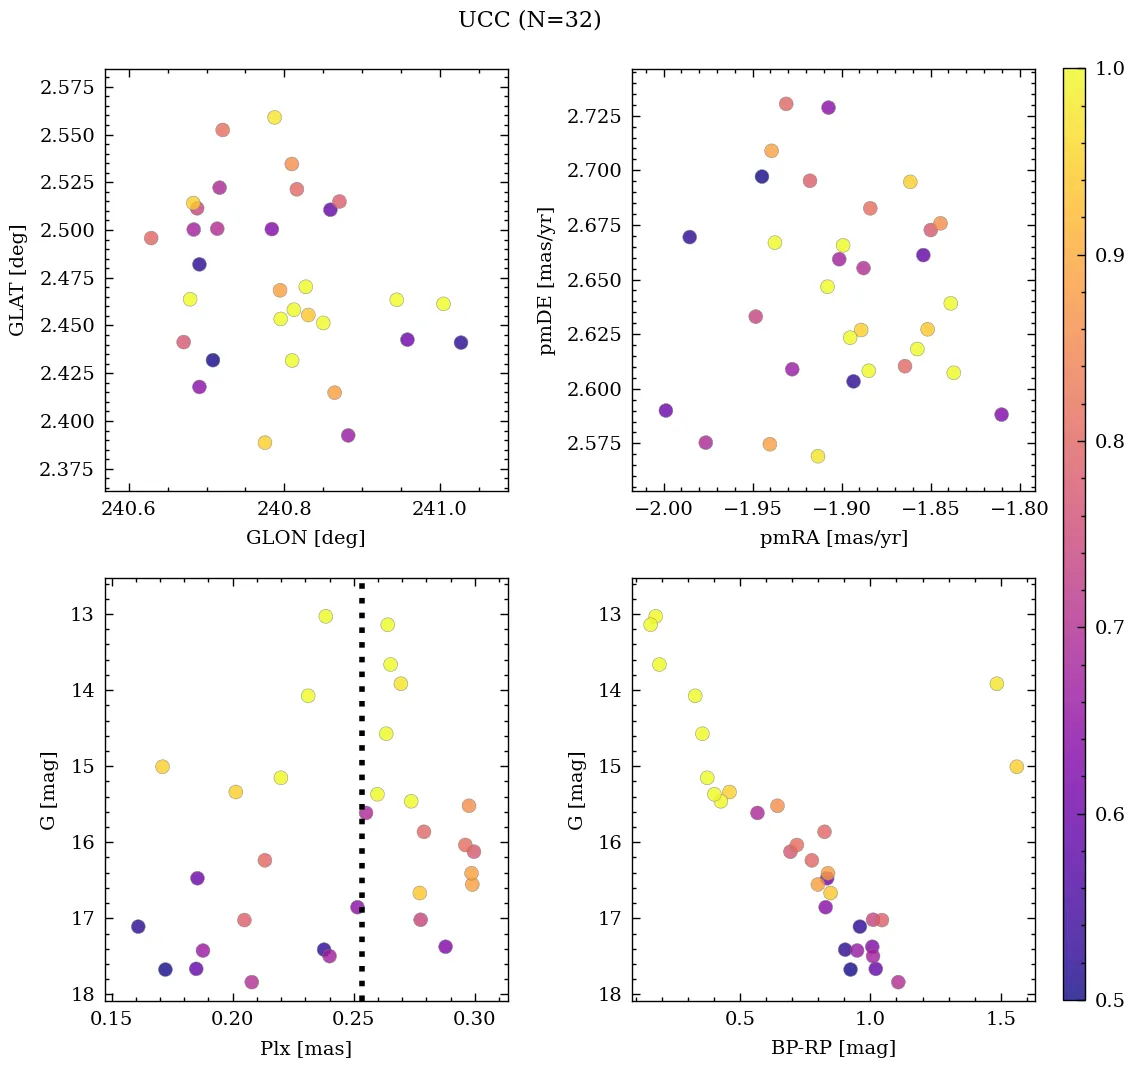 UCC (N=32)
2.575
2.550
2.525
2.500
2.475
2.450
2.425
2.400
2.375
GLAT [deg]
240.6 240.8 241.0
GLON [deg]
2.725
2.700
2.675
2.650
2.625
2.600
2.575
pmDE [mas/yr]
−2.00 −1.95 −1.90 −1.85 −1.80
pmRA [mas/yr]
1.0
0.9
0.8
0.7
0.6
0.5
13
14
15
16
17
18
G [mag]
0.15 0.20 0.25 0.30
Plx [mas]
13
14
15
16
17
18
G [mag]
0.5 1.0 1.5
BP-RP [mag]